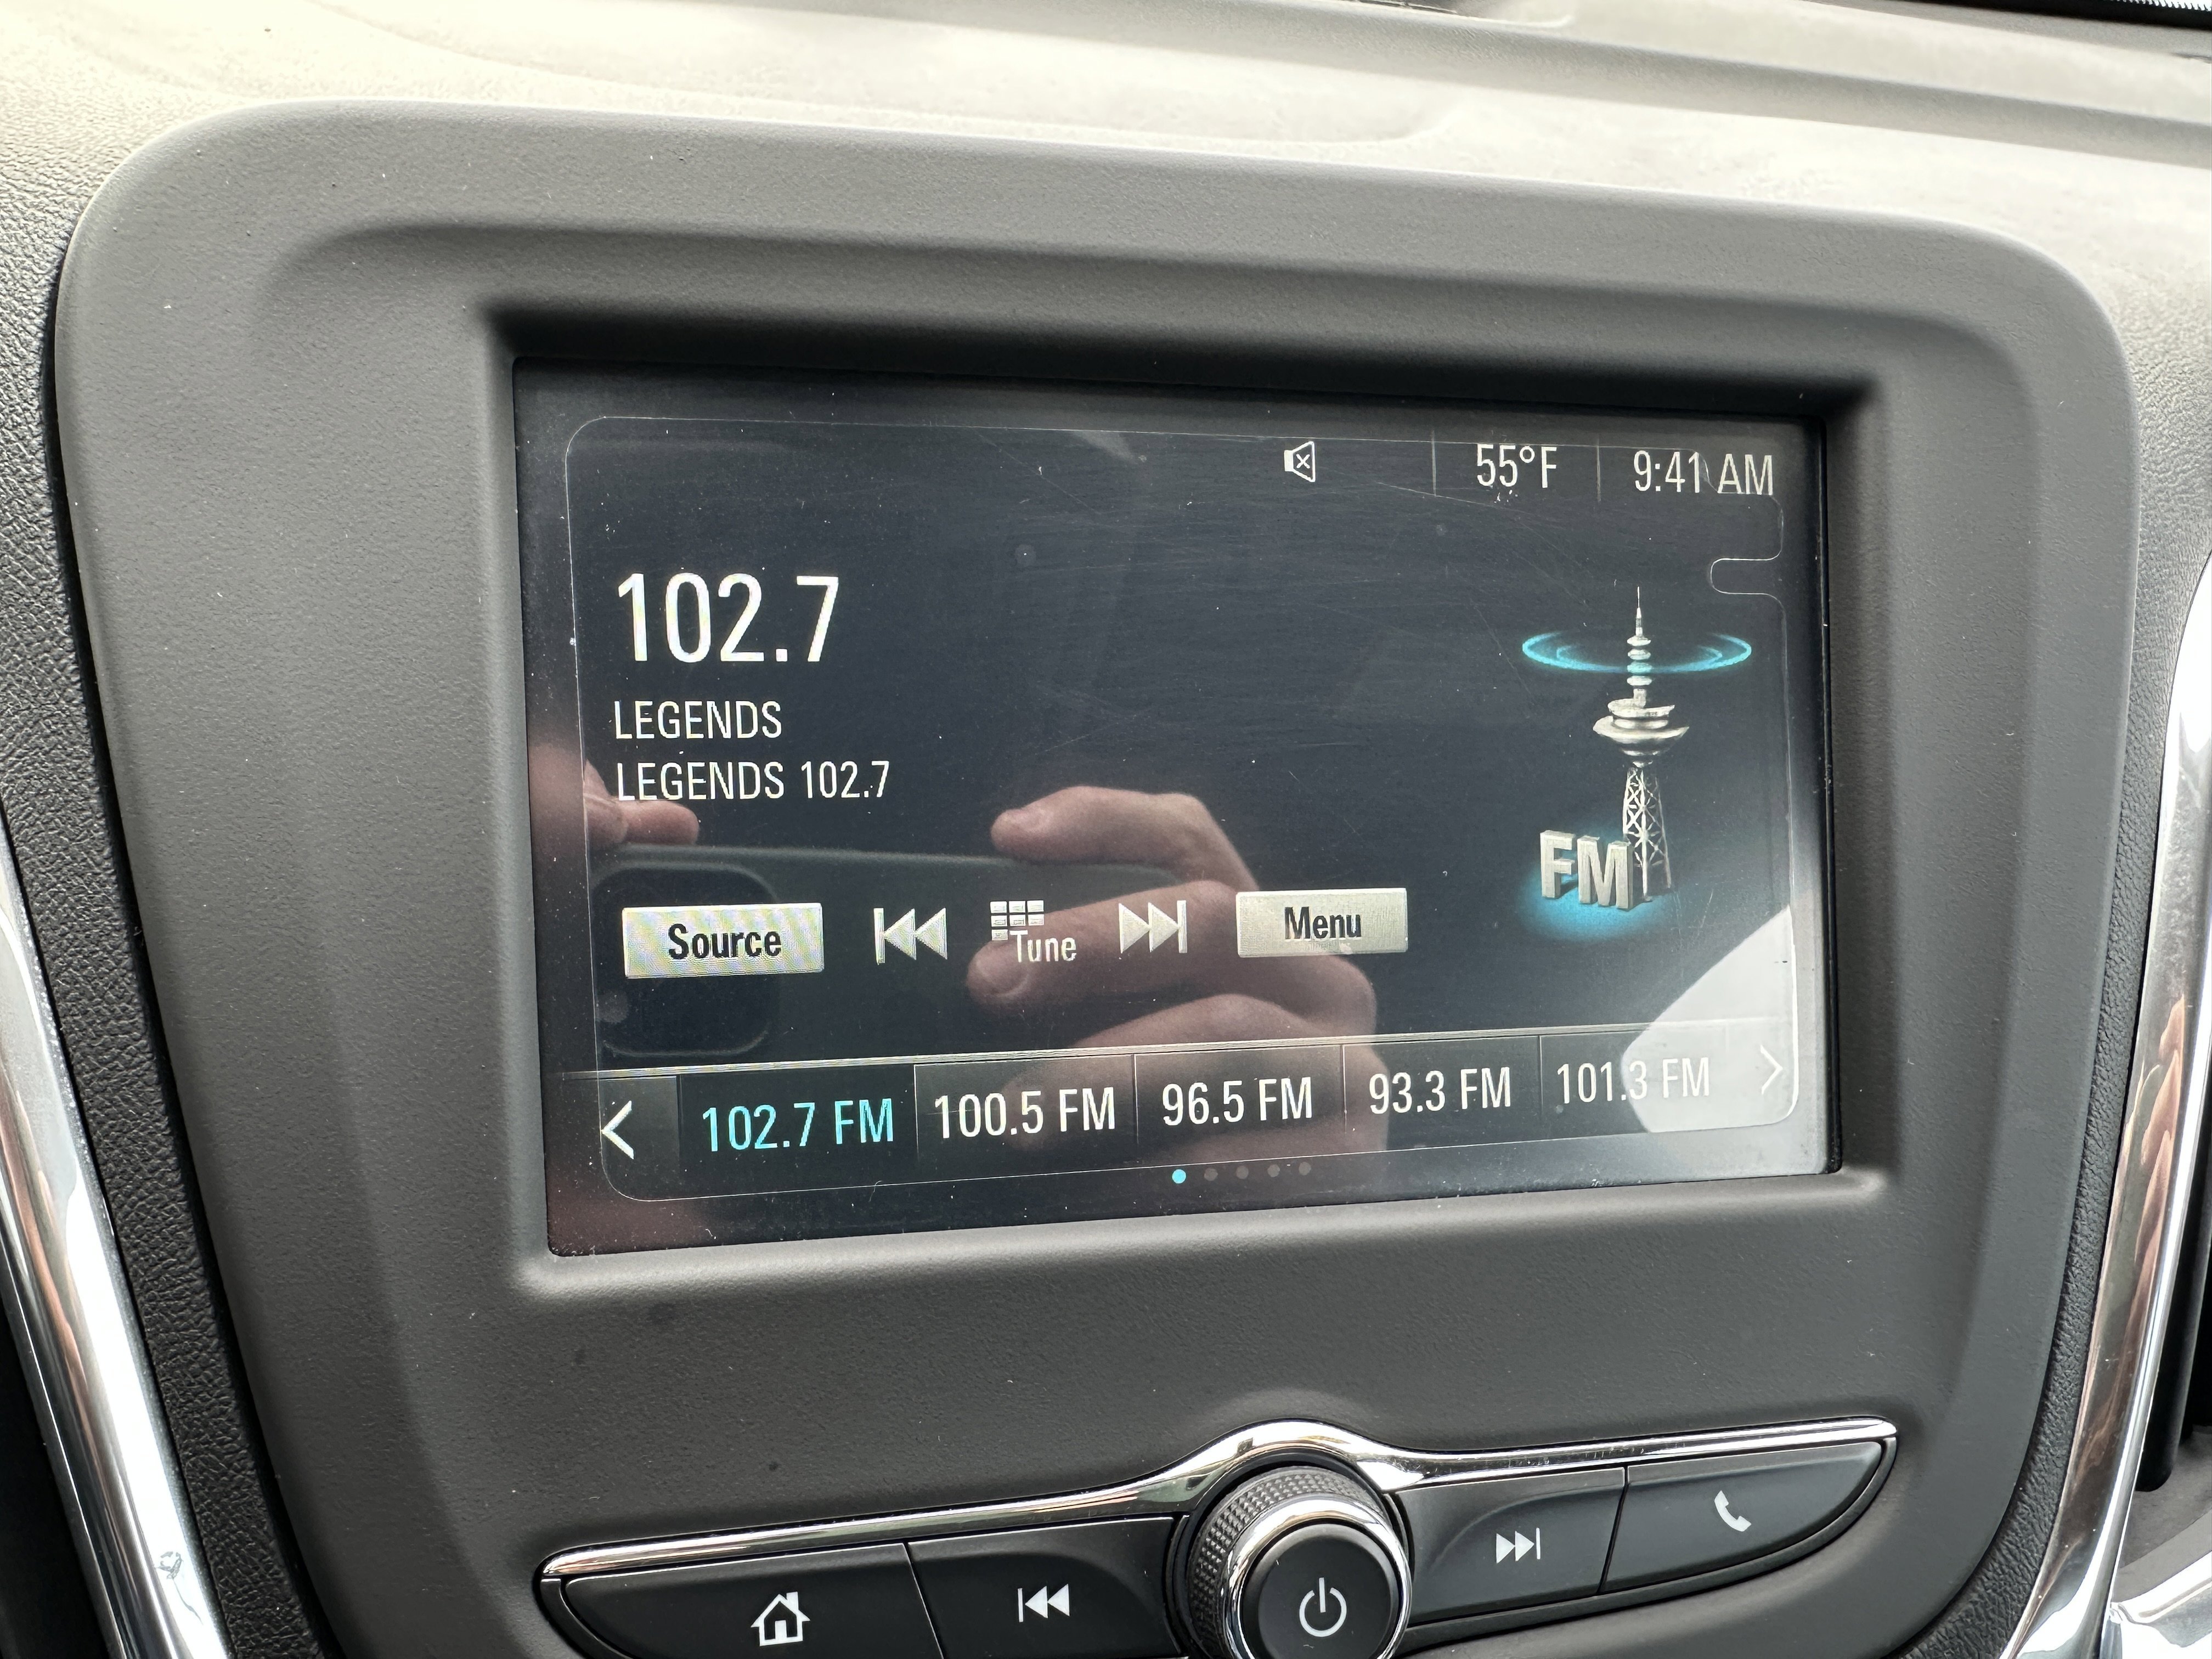 55°F 9:41 AM
102.7
LEGENDS
LEGENDS 102.7
FM
Source Tune Menu
102.7 FM 100.5 FM 96.5 FM 93.3 FM 101.3 FM